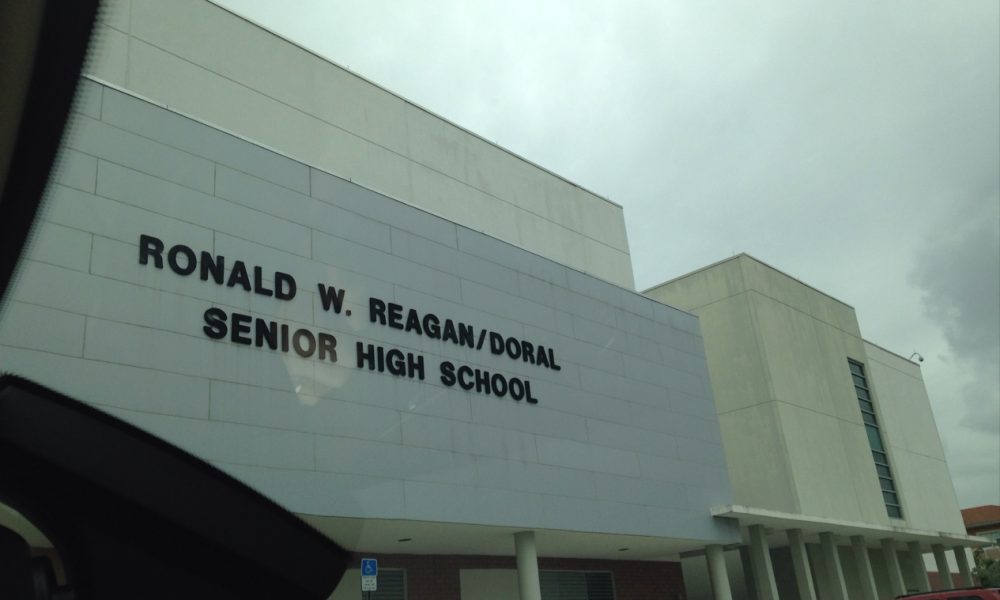 RONALD W. REAGAN/DORAL
SENIOR HIGH SCHOOL